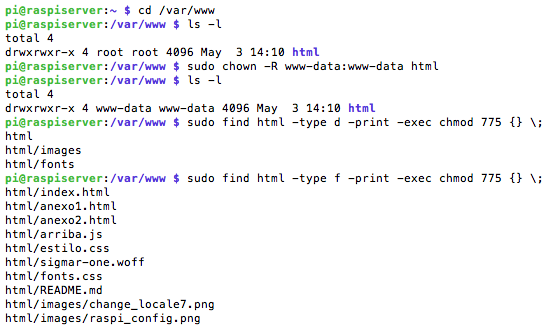 pi@raspiserver:~ $ cd /var/www
pi@raspiserver:/var/www $ ls -l
total 4
drwxrwxr-x 4 root root 4096 May  3 14:10 html
pi@raspiserver:/var/www $ sudo chown -R www-data:www-data html
pi@raspiserver:/var/www $ ls -l
total 4
drwxrwxr-x 4 www-data www-data 4096 May  3 14:10 html
pi@raspiserver:/var/www $ sudo find html -type d -print -exec chmod 775 {} \;
html
html/images
html/fonts
pi@raspiserver:/var/www $ sudo find html -type f -print -exec chmod 775 {} \;
html/index.html
html/anexo1.html
html/anexo2.html
html/arriba.js
html/estilo.css
html/sigmar-one.woff
html/fonts.css
html/README.md
html/images/change_locale7.png
html/images/raspi_config.png